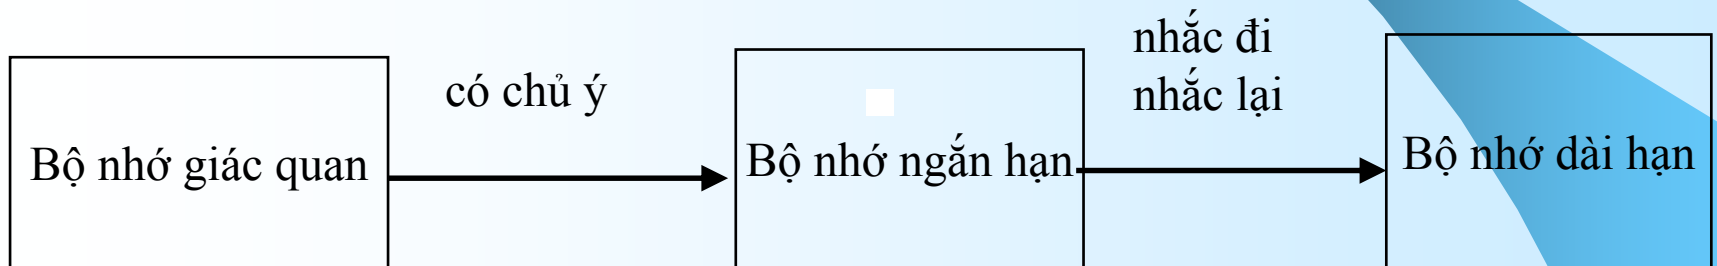 nhắc đi
nhắc lại
có chủ ý
Bộ nhớ giác quan
Bộ nhớ ngắn hạn
Bộ nhớ dài hạn